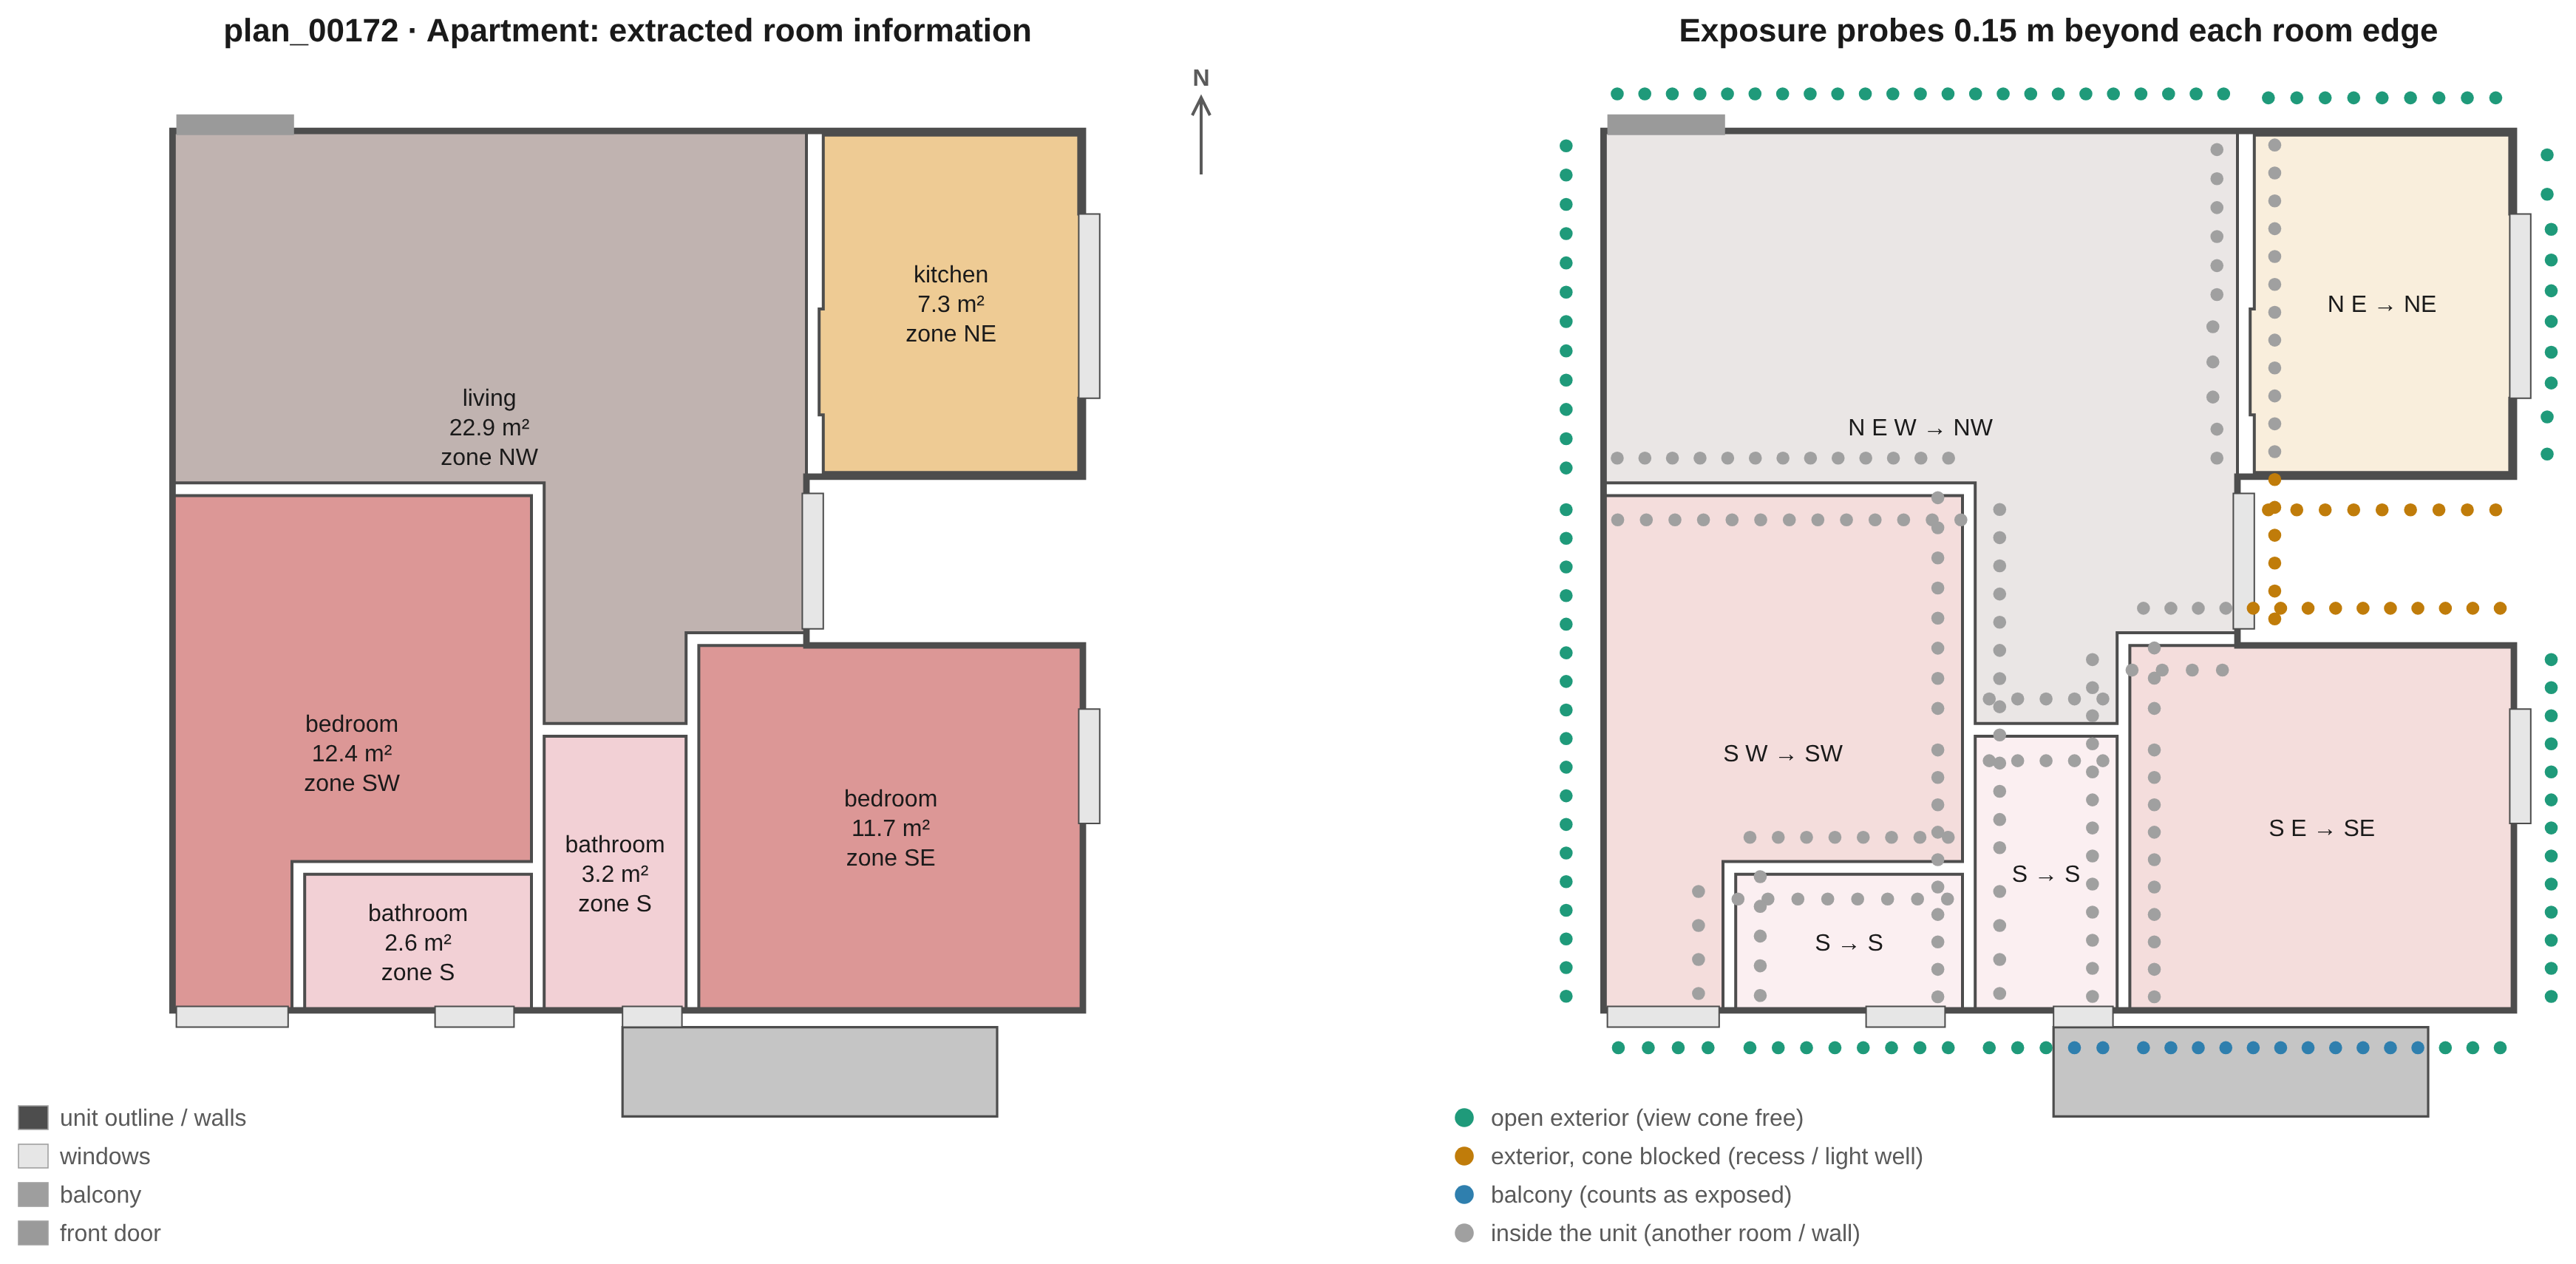 plan_00172 · Apartment: extracted room information
N
kitchen
7.3 m²
zone NE
living
22.9 m²
zone NW
bedroom
12.4 m²
zone SW
bedroom
11.7 m²
zone SE
bathroom
3.2 m²
zone S
bathroom
2.6 m²
zone S
unit outline / walls
windows
balcony
front door
Exposure probes 0.15 m beyond each room edge
N E → NE
N E W → NW
S W → SW
S E → SE
S → S
S → S
open exterior (view cone free)
exterior, cone blocked (recess / light well)
balcony (counts as exposed)
inside the unit (another room / wall)